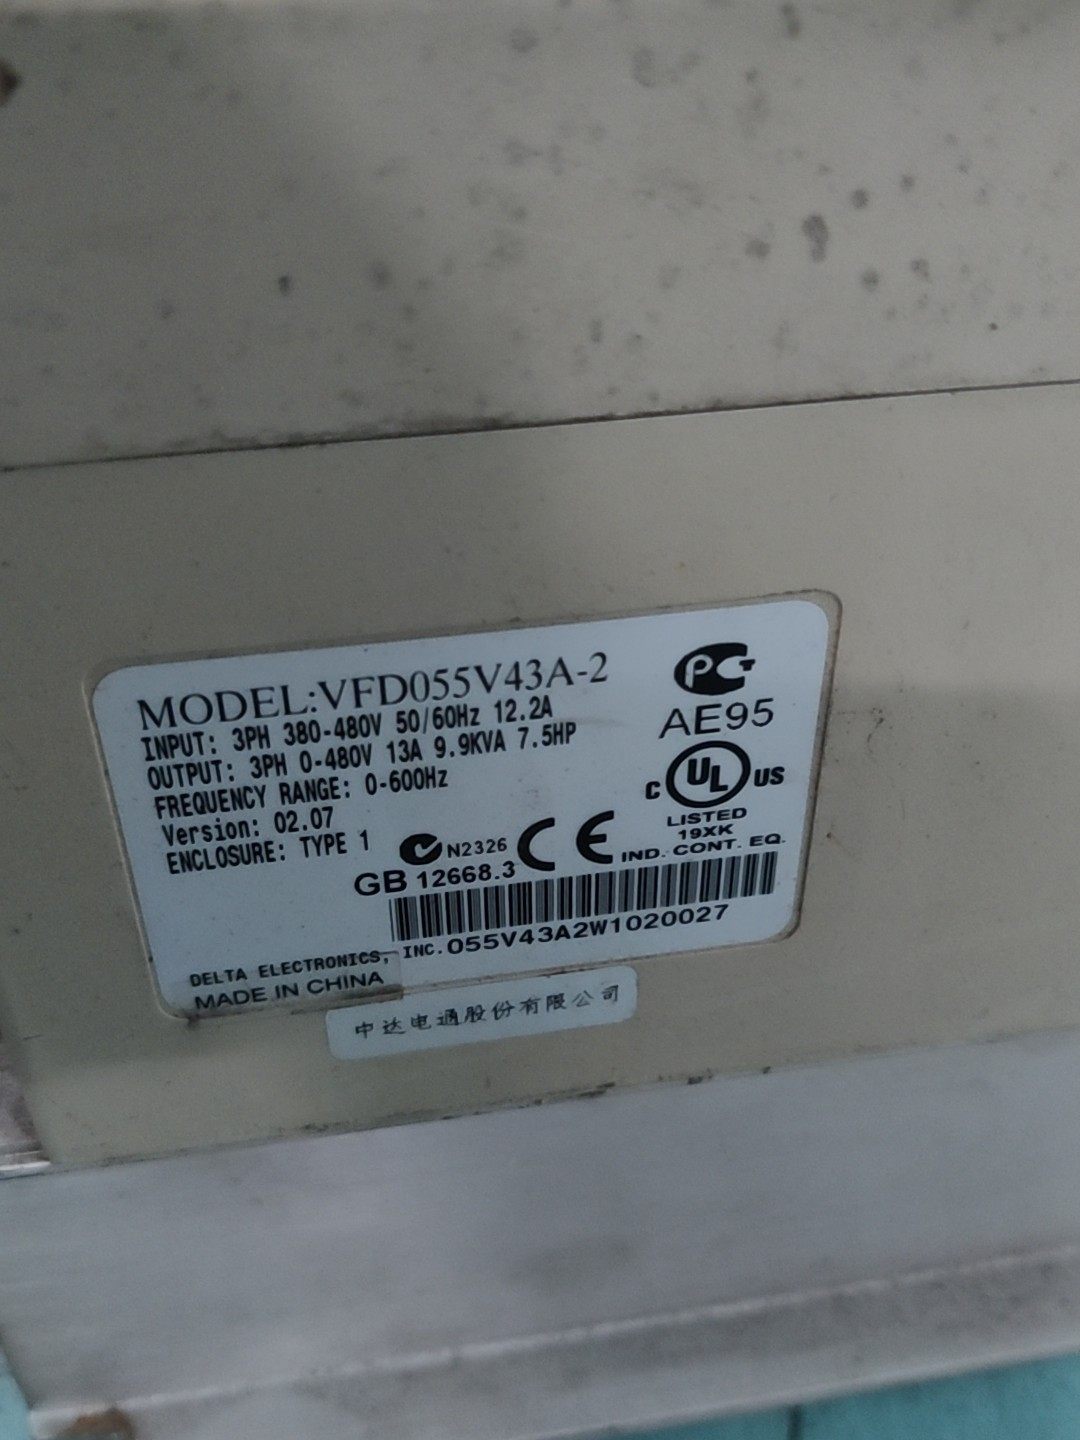 MODEL:VFD055V43A-2
INPUT: 3PH 380-480V 50/60Hz 12.2A
OUTPUT: 3PH 0-480V 13A 9.9KVA 7.5HP
FREQUENCY RANGE: 0-600Hz
Version: 02.07
ENCLOSURE: TYPE 1
PCT
AE95
C UL US
LISTED
19XK
IND. CONT. EQ.
N2326 CE
GB 12668.3
DELTA ELECTRONICS, INC. 055V43A2W1020027
MADE IN CHINA
中达电通股份有限公司